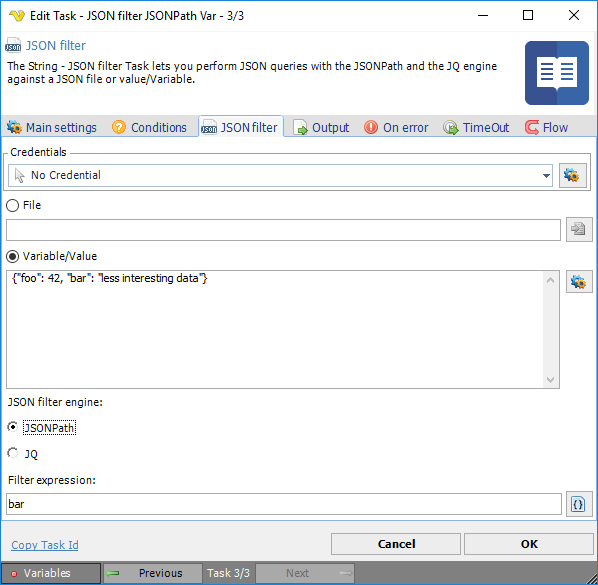 Edit Task - JSON filter JSONPath Var - 3/3
JSON filter
The String - JSON filter Task lets you perform JSON queries with the JSONPath and the JQ engine
against a JSON file or value/Variable.
Main settings Conditions JSON filter Output On error TimeOut Flow
Credentials
No Credential
File
Variable/Value
{"foo": 42, "bar": "less interesting data"}
JSON filter engine:
JSONPath
JQ
Filter expression:
bar
Copy Task Id Cancel OK
Variables Previous Task 3/3 Next